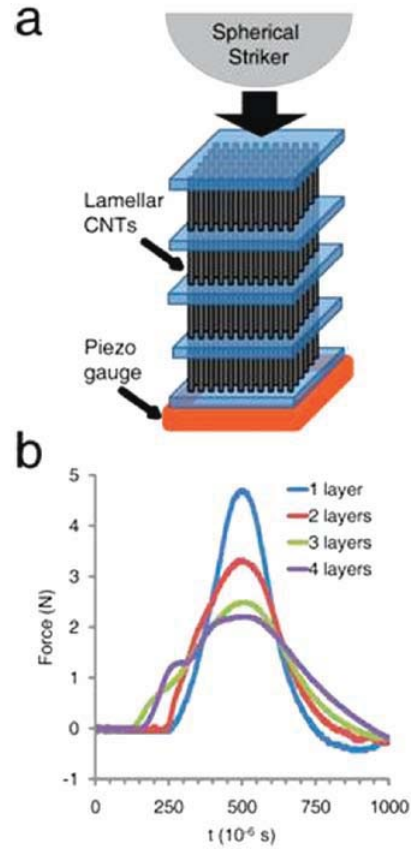 a
Spherical
Striker
Lamellar
CNTs
Piezo
gauge
b
5
4
3
2
1
0
-1
Force (N)
1 layer
2 layers
3 layers
4 layers
0 250 500 750 1000
t (10⁻⁶ s)